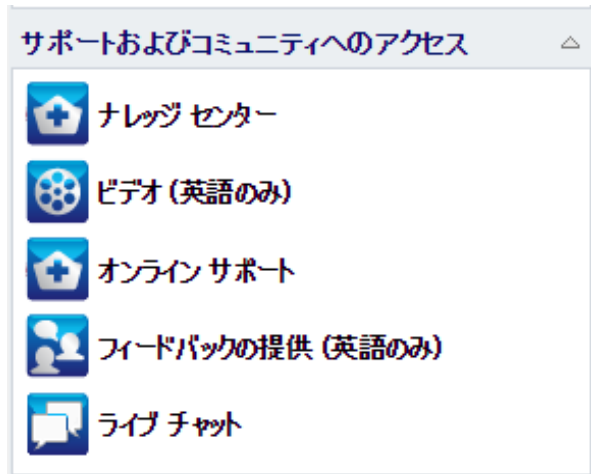 サポートおよびコミュニティへのアクセス
ナレッジ センター
ビデオ (英語のみ)
オンライン サポート
フィードバックの提供 (英語のみ)
ライブ チャット